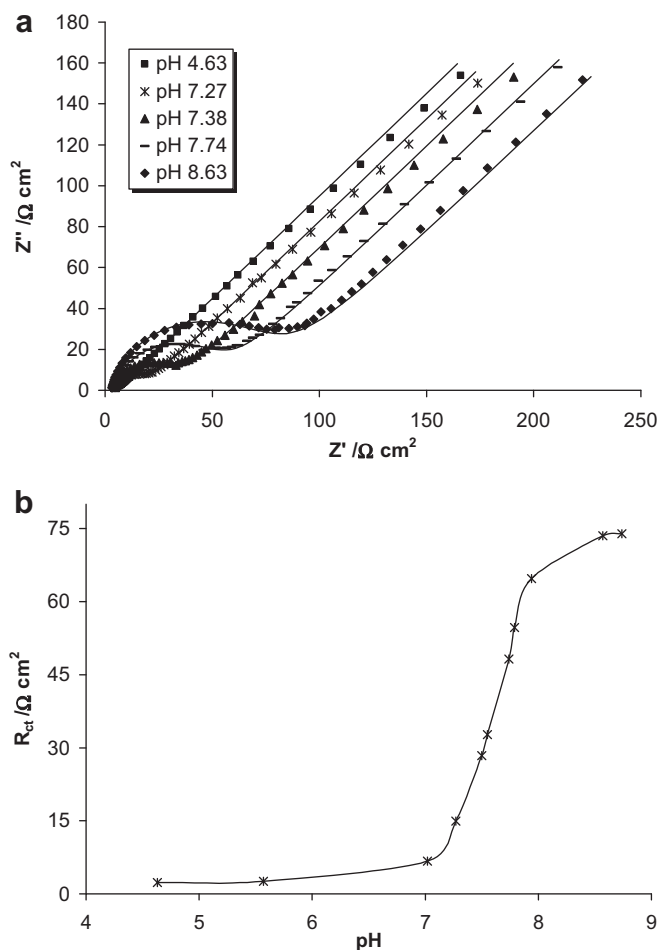 a
180
160
140
120
100
80
60
40
20
0
Z'' /Ω cm²
pH 4.63
pH 7.27
pH 7.38
pH 7.74
pH 8.63
0 50 100 150 200 250
Z' /Ω cm²
b
75
60
45
30
15
0
Rct /Ω cm²
4 5 6 7 8 9
pH